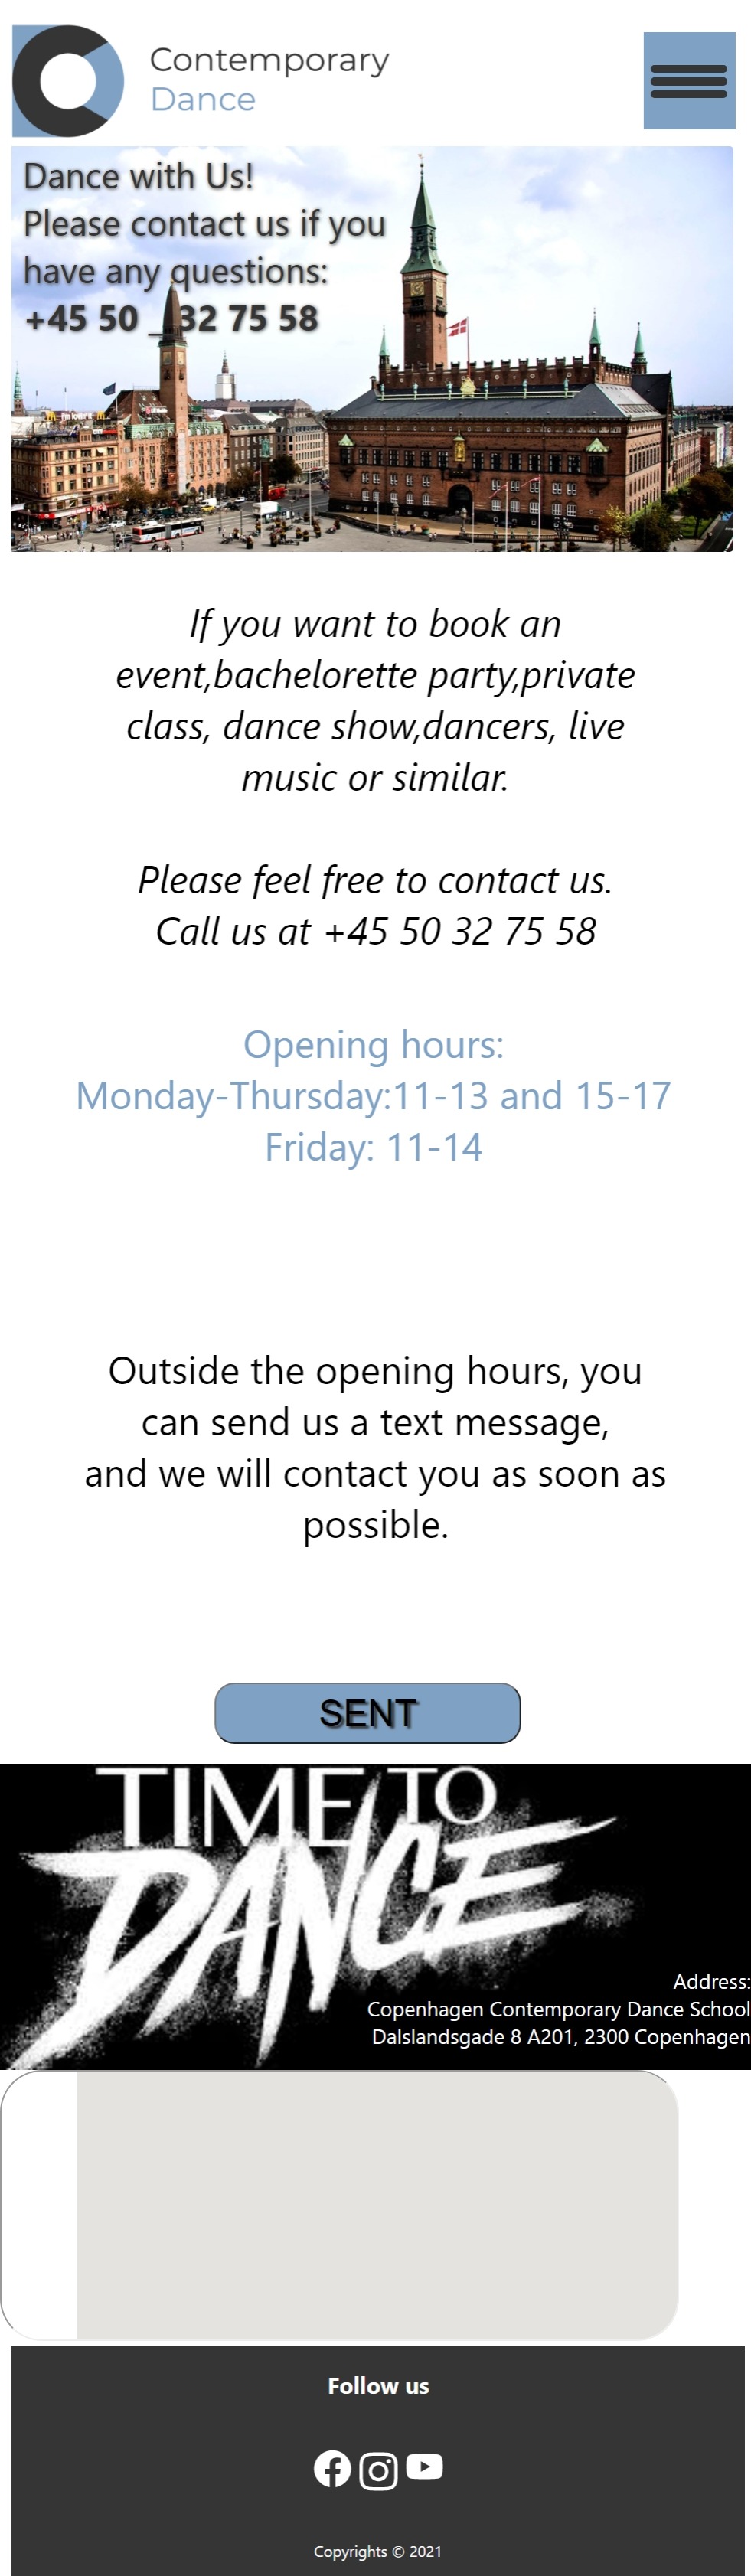 Contemporary
Dance
Dance with Us!
Please contact us if you
have any questions:
+45 50 _ 32 75 58
If you want to book an
event,bachelorette party,private
class, dance show,dancers, live
music or similar.
Please feel free to contact us.
Call us at +45 50 32 75 58
Opening hours:
Monday-Thursday:11-13 and 15-17
Friday: 11-14
Outside the opening hours, you
can send us a text message,
and we will contact you as soon as
possible.
SENT
TIME TO
DANCE
Address:
Copenhagen Contemporary Dance School
Dalslandsgade 8 A201, 2300 Copenhagen
Follow us
Copyrights © 2021